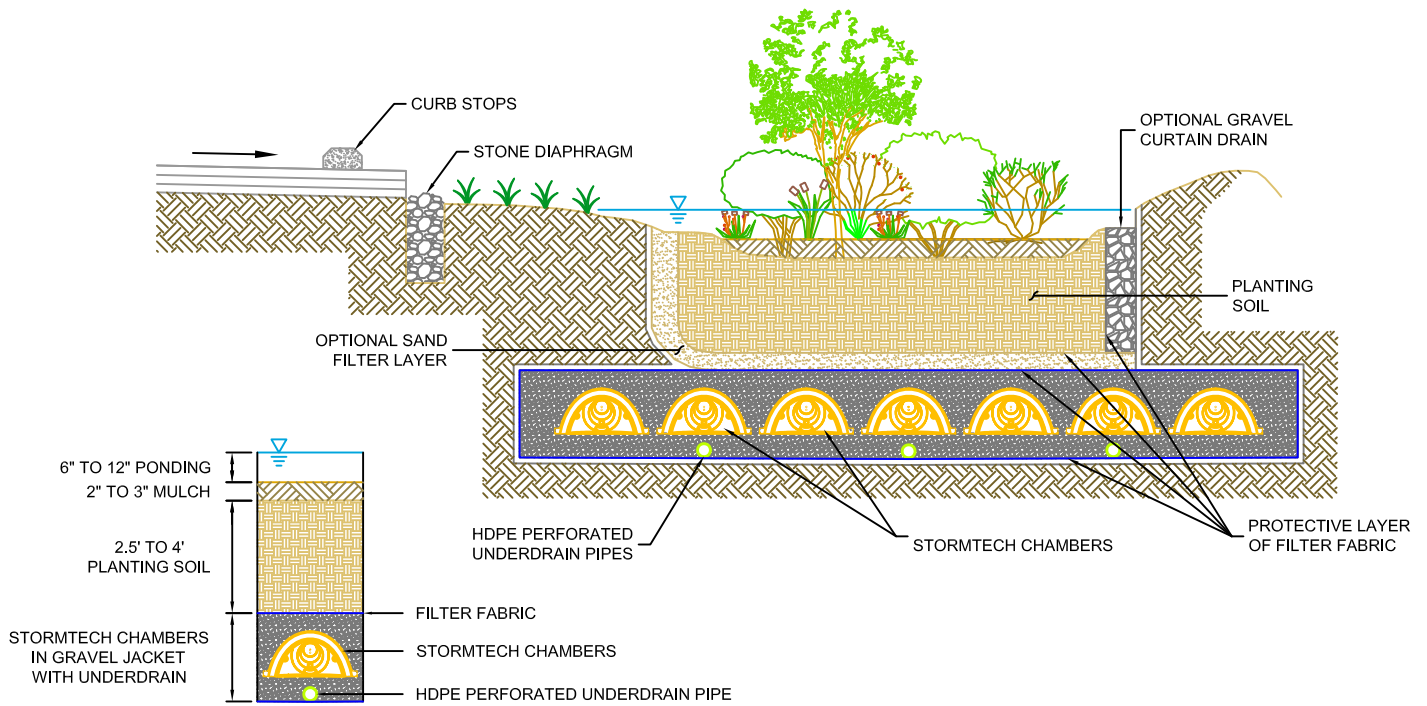 CURB STOPS
STONE DIAPHRAGM
OPTIONAL GRAVEL
CURTAIN DRAIN
PLANTING
SOIL
OPTIONAL SAND
FILTER LAYER
HDPE PERFORATED
UNDERDRAIN PIPES
STORMTECH CHAMBERS
PROTECTIVE LAYER
OF FILTER FABRIC
6" TO 12" PONDING
2" TO 3" MULCH
2.5' TO 4'
PLANTING SOIL
FILTER FABRIC
STORMTECH CHAMBERS
IN GRAVEL JACKET
WITH UNDERDRAIN
STORMTECH CHAMBERS
HDPE PERFORATED UNDERDRAIN PIPE